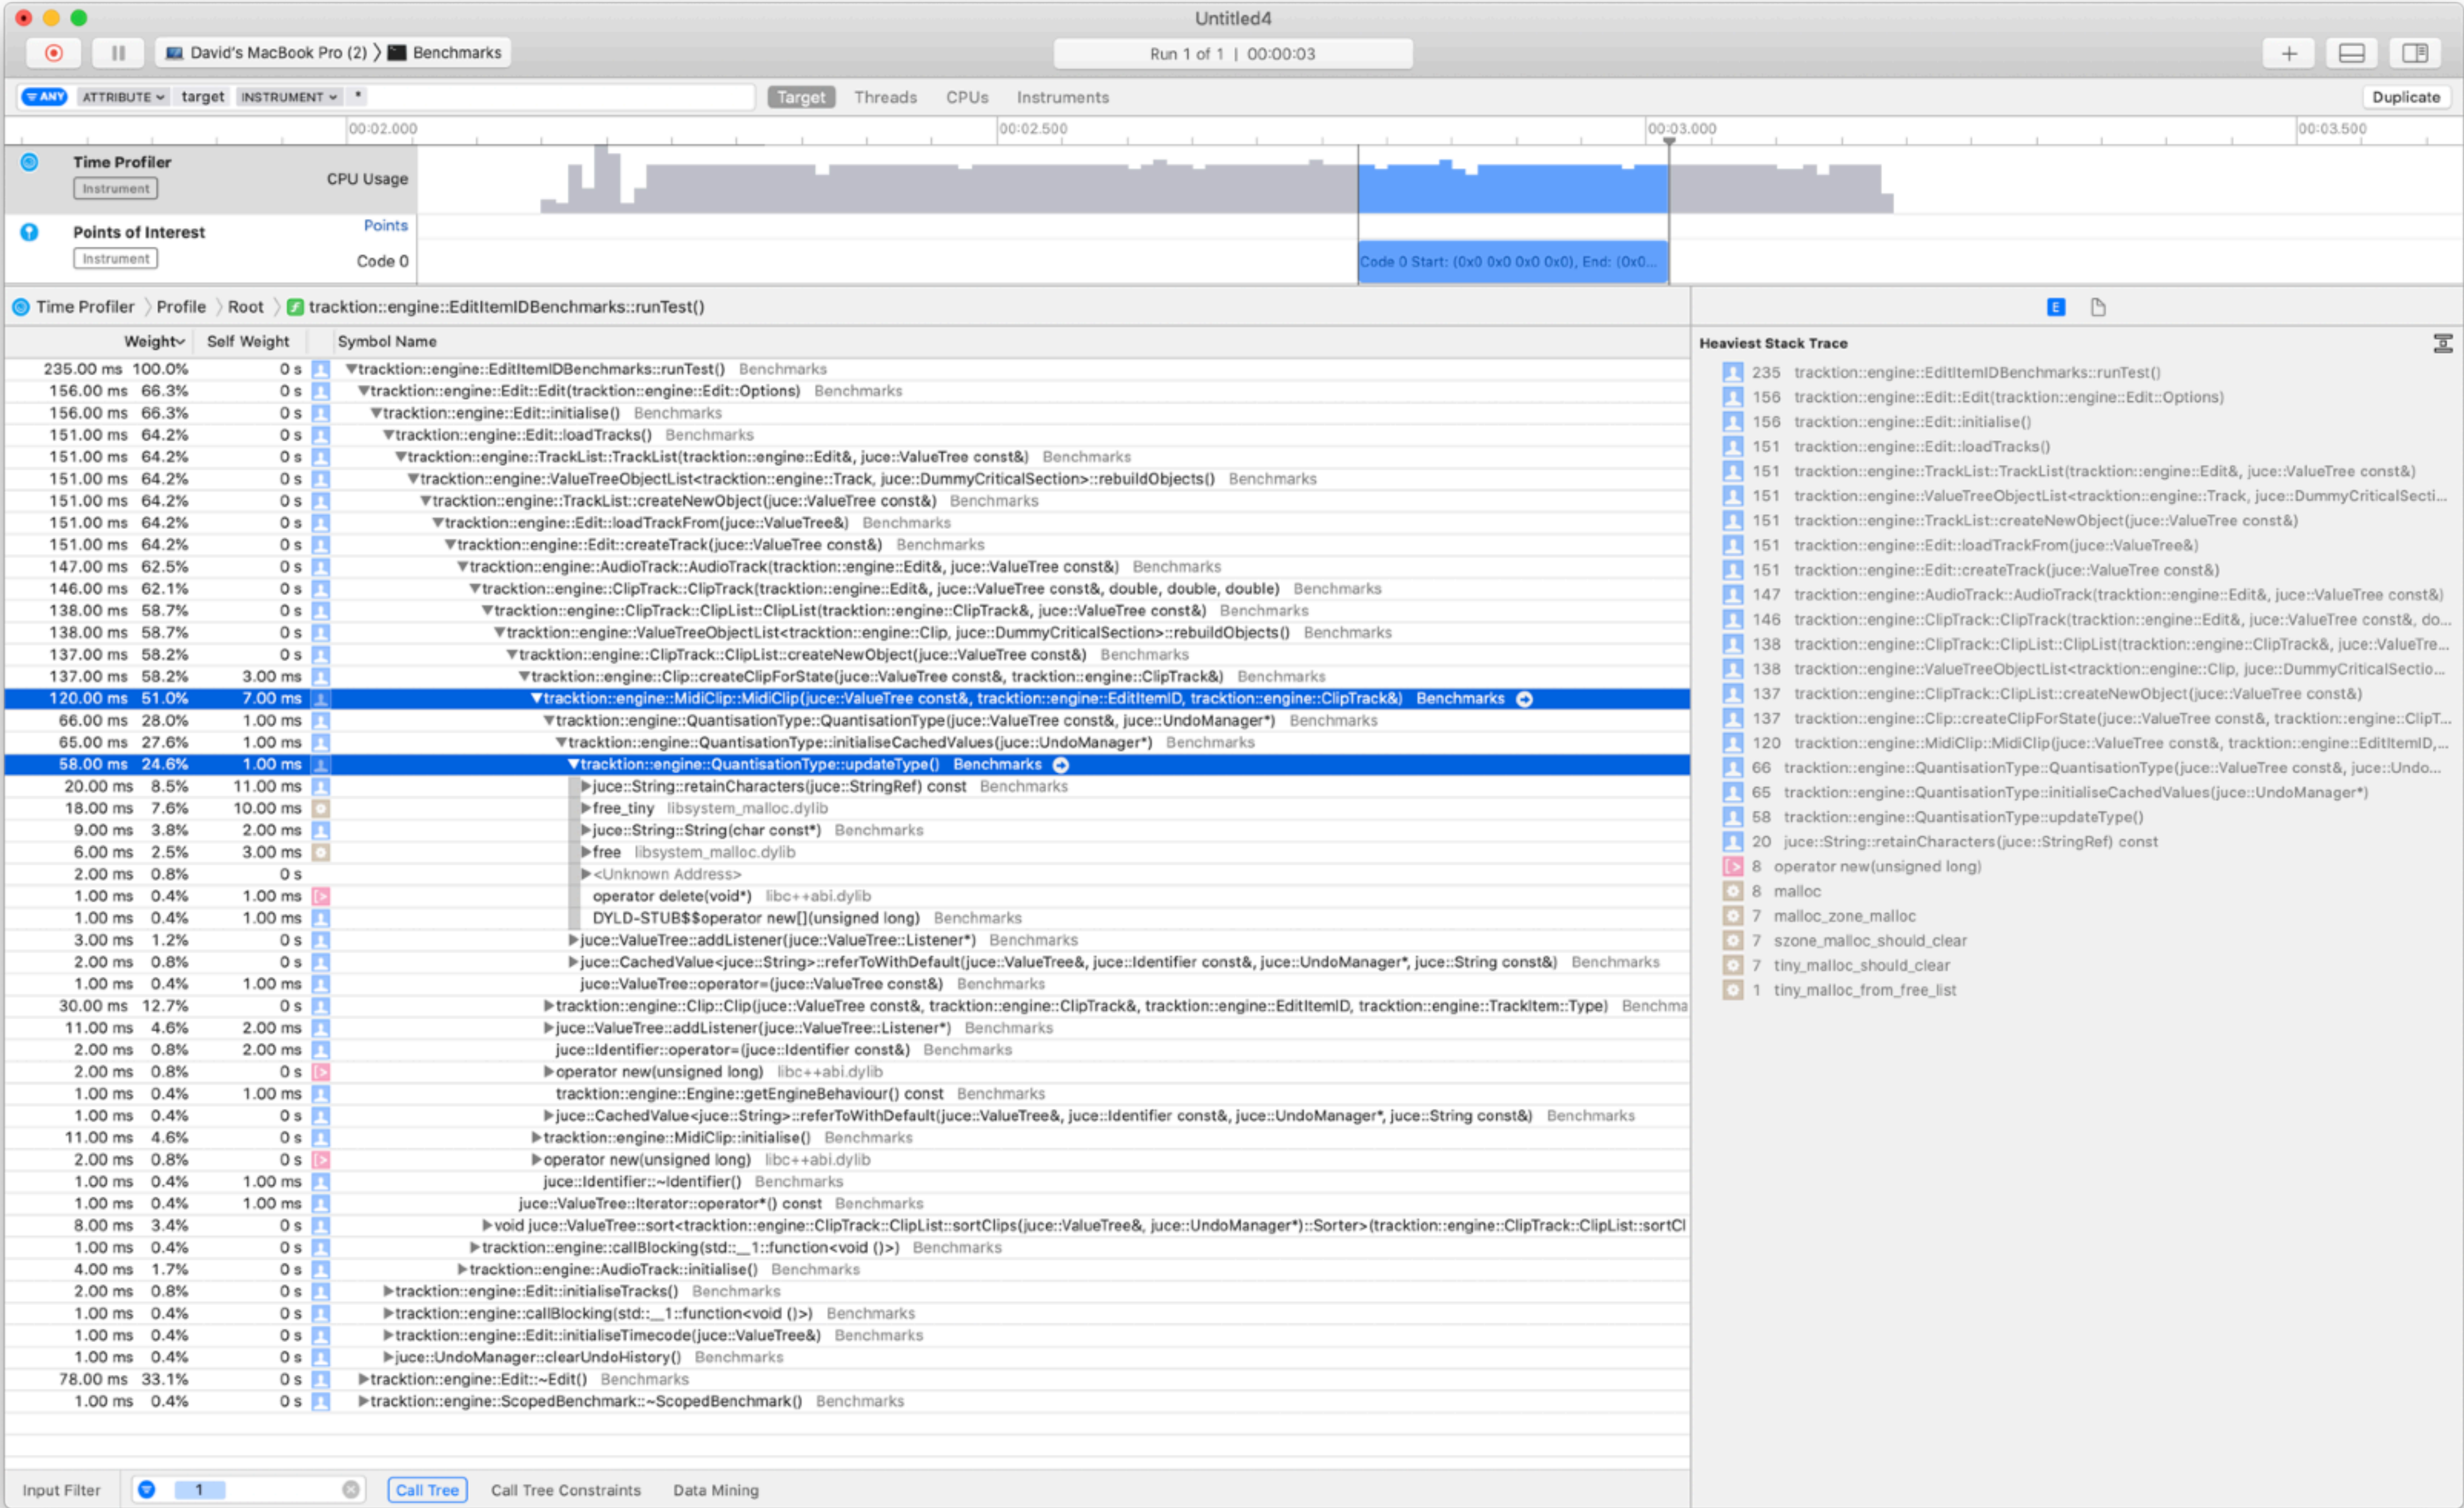 Untitled4
David's MacBook Pro (2) 〉 Benchmarks
Run 1 of 1 | 00:00:03
ANY ATTRIBUTE target INSTRUMENT *
Target Threads CPUs Instruments
Duplicate
00:02.000 00:02.500 00:03.000 00:03.500
Time Profiler
Instrument
CPU Usage
Points of Interest
Instrument
Points
Code 0
Code 0 Start: (0x0 0x0 0x0 0x0), End: (0x0...
Time Profiler 〉Profile 〉Root 〉 tracktion::engine::EditItemIDBenchmarks::runTest()
Weight Self Weight Symbol Name
235.00 ms 100.0% 0 s tracktion::engine::EditItemIDBenchmarks::runTest() Benchmarks
156.00 ms 66.3% 0 s tracktion::engine::Edit::Edit(tracktion::engine::Edit::Options) Benchmarks
156.00 ms 66.3% 0 s tracktion::engine::Edit::initialise() Benchmarks
151.00 ms 64.2% 0 s tracktion::engine::Edit::loadTracks() Benchmarks
151.00 ms 64.2% 0 s tracktion::engine::TrackList::TrackList(tracktion::engine::Edit&, juce::ValueTree const&) Benchmarks
151.00 ms 64.2% 0 s tracktion::engine::ValueTreeObjectList<tracktion::engine::Track, juce::DummyCriticalSection>::rebuildObjects() Benchmarks
151.00 ms 64.2% 0 s tracktion::engine::TrackList::createNewObject(juce::ValueTree const&) Benchmarks
151.00 ms 64.2% 0 s tracktion::engine::Edit::loadTrackFrom(juce::ValueTree&) Benchmarks
151.00 ms 64.2% 0 s tracktion::engine::Edit::createTrack(juce::ValueTree const&) Benchmarks
147.00 ms 62.5% 0 s tracktion::engine::AudioTrack::AudioTrack(tracktion::engine::Edit&, juce::ValueTree const&) Benchmarks
146.00 ms 62.1% 0 s tracktion::engine::ClipTrack::ClipTrack(tracktion::engine::Edit&, juce::ValueTree const&, double, double, double) Benchmarks
138.00 ms 58.7% 0 s tracktion::engine::ClipTrack::ClipList::ClipList(tracktion::engine::ClipTrack&, juce::ValueTree const&) Benchmarks
138.00 ms 58.7% 0 s tracktion::engine::ValueTreeObjectList<tracktion::engine::Clip, juce::DummyCriticalSection>::rebuildObjects() Benchmarks
137.00 ms 58.2% 0 s tracktion::engine::ClipTrack::ClipList::createNewObject(juce::ValueTree const&) Benchmarks
137.00 ms 58.2% 3.00 ms tracktion::engine::Clip::createClipForState(juce::ValueTree const&, tracktion::engine::ClipTrack&) Benchmarks
120.00 ms 51.0% 7.00 ms tracktion::engine::MidiClip::MidiClip(juce::ValueTree const&, tracktion::engine::EditItemID, tracktion::engine::ClipTrack&) Benchmarks
66.00 ms 28.0% 1.00 ms tracktion::engine::QuantisationType::QuantisationType(juce::ValueTree const&, juce::UndoManager*) Benchmarks
65.00 ms 27.6% 1.00 ms tracktion::engine::QuantisationType::initialiseCachedValues(juce::UndoManager*) Benchmarks
58.00 ms 24.6% 1.00 ms tracktion::engine::QuantisationType::updateType() Benchmarks
20.00 ms 8.5% 11.00 ms juce::String::retainCharacters(juce::StringRef) const Benchmarks
18.00 ms 7.6% 10.00 ms free_tiny libsystem_malloc.dylib
9.00 ms 3.8% 2.00 ms juce::String::String(char const*) Benchmarks
6.00 ms 2.5% 3.00 ms free libsystem_malloc.dylib
2.00 ms 0.8% 0 s <Unknown Address>
1.00 ms 0.4% 1.00 ms operator delete(void*) libc++abi.dylib
1.00 ms 0.4% 1.00 ms DYLD-STUB$$operator new[](unsigned long) Benchmarks
3.00 ms 1.2% 0 s juce::ValueTree::addListener(juce::ValueTree::Listener*) Benchmarks
2.00 ms 0.8% 0 s juce::CachedValue<juce::String>::referToWithDefault(juce::ValueTree&, juce::Identifier const&, juce::UndoManager*, juce::String const&) Benchmarks
1.00 ms 0.4% 1.00 ms juce::ValueTree::operator=(juce::ValueTree const&) Benchmarks
30.00 ms 12.7% 0 s tracktion::engine::Clip::Clip(juce::ValueTree const&, tracktion::engine::ClipTrack&, tracktion::engine::EditItemID, tracktion::engine::TrackItem::Type) Benchma
11.00 ms 4.6% 2.00 ms juce::ValueTree::addListener(juce::ValueTree::Listener*) Benchmarks
2.00 ms 0.8% 2.00 ms juce::Identifier::operator=(juce::Identifier const&) Benchmarks
2.00 ms 0.8% 0 s operator new(unsigned long) libc++abi.dylib
1.00 ms 0.4% 1.00 ms tracktion::engine::Engine::getEngineBehaviour() const Benchmarks
1.00 ms 0.4% 0 s juce::CachedValue<juce::String>::referToWithDefault(juce::ValueTree&, juce::Identifier const&, juce::UndoManager*, juce::String const&) Benchmarks
11.00 ms 4.6% 0 s tracktion::engine::MidiClip::initialise() Benchmarks
2.00 ms 0.8% 0 s operator new(unsigned long) libc++abi.dylib
1.00 ms 0.4% 1.00 ms juce::Identifier::~Identifier() Benchmarks
1.00 ms 0.4% 1.00 ms juce::ValueTree::Iterator::operator*() const Benchmarks
8.00 ms 3.4% 0 s void juce::ValueTree::sort<tracktion::engine::ClipTrack::ClipList::sortClips(juce::ValueTree&, juce::UndoManager*)::Sorter>(tracktion::engine::ClipTrack::ClipList::sortCl
1.00 ms 0.4% 0 s tracktion::engine::callBlocking(std::__1::function<void ()>) Benchmarks
4.00 ms 1.7% 0 s tracktion::engine::AudioTrack::initialise() Benchmarks
2.00 ms 0.8% 0 s tracktion::engine::Edit::initialiseTracks() Benchmarks
1.00 ms 0.4% 0 s tracktion::engine::callBlocking(std::__1::function<void ()>) Benchmarks
1.00 ms 0.4% 0 s tracktion::engine::Edit::initialiseTimecode(juce::ValueTree&) Benchmarks
1.00 ms 0.4% 0 s juce::UndoManager::clearUndoHistory() Benchmarks
78.00 ms 33.1% 0 s tracktion::engine::Edit::~Edit() Benchmarks
1.00 ms 0.4% 0 s tracktion::engine::ScopedBenchmark::~ScopedBenchmark() Benchmarks
E
Heaviest Stack Trace
235 tracktion::engine::EditItemIDBenchmarks::runTest()
156 tracktion::engine::Edit::Edit(tracktion::engine::Edit::Options)
156 tracktion::engine::Edit::initialise()
151 tracktion::engine::Edit::loadTracks()
151 tracktion::engine::TrackList::TrackList(tracktion::engine::Edit&, juce::ValueTree const&)
151 tracktion::engine::ValueTreeObjectList<tracktion::engine::Track, juce::DummyCriticalSecti...
151 tracktion::engine::TrackList::createNewObject(juce::ValueTree const&)
151 tracktion::engine::Edit::loadTrackFrom(juce::ValueTree&)
151 tracktion::engine::Edit::createTrack(juce::ValueTree const&)
147 tracktion::engine::AudioTrack::AudioTrack(tracktion::engine::Edit&, juce::ValueTree const&)
146 tracktion::engine::ClipTrack::ClipTrack(tracktion::engine::Edit&, juce::ValueTree const&, do...
138 tracktion::engine::ClipTrack::ClipList::ClipList(tracktion::engine::ClipTrack&, juce::ValueTre...
138 tracktion::engine::ValueTreeObjectList<tracktion::engine::Clip, juce::DummyCriticalSectio...
137 tracktion::engine::ClipTrack::ClipList::createNewObject(juce::ValueTree const&)
137 tracktion::engine::Clip::createClipForState(juce::ValueTree const&, tracktion::engine::ClipT...
120 tracktion::engine::MidiClip::MidiClip(juce::ValueTree const&, tracktion::engine::EditItemID,...
66 tracktion::engine::QuantisationType::QuantisationType(juce::ValueTree const&, juce::Undo...
65 tracktion::engine::QuantisationType::initialiseCachedValues(juce::UndoManager*)
58 tracktion::engine::QuantisationType::updateType()
20 juce::String::retainCharacters(juce::StringRef) const
8 operator new(unsigned long)
8 malloc
7 malloc_zone_malloc
7 szone_malloc_should_clear
7 tiny_malloc_should_clear
1 tiny_malloc_from_free_list
Input Filter 1 Call Tree Call Tree Constraints Data Mining